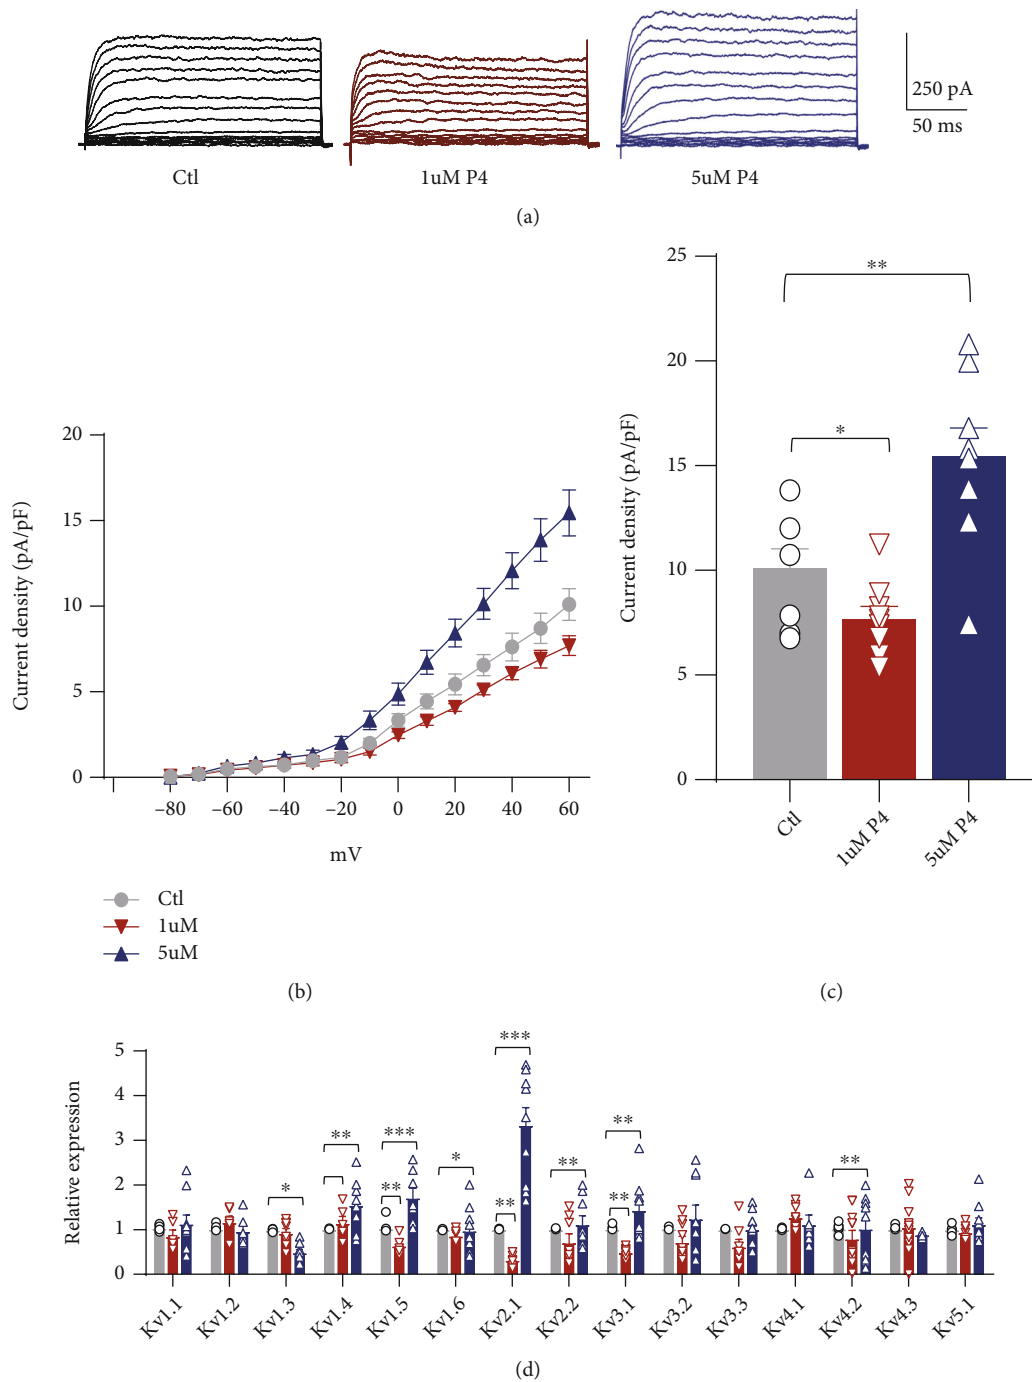 250 pA
50 ms
Ctl
1uM P4
5uM P4
(a)
20
15
10
5
0
Current density (pA/pF)
–80
–60
–40
–20
0
20
40
60
mV
Ctl
1uM
5uM
(b)
25
20
15
10
5
0
Current density (pA/pF)
**
*
Ctl
1uM P4
5uM P4
(c)
5
4
3
2
1
0
Relative expression
*
**
***
**
*
***
**
**
**
**
**
Kv1.1
Kv1.2
Kv1.3
Kv1.4
Kv1.5
Kv1.6
Kv2.1
Kv2.2
Kv3.1
Kv3.2
Kv3.3
Kv4.1
Kv4.2
Kv4.3
Kv5.1
(d)